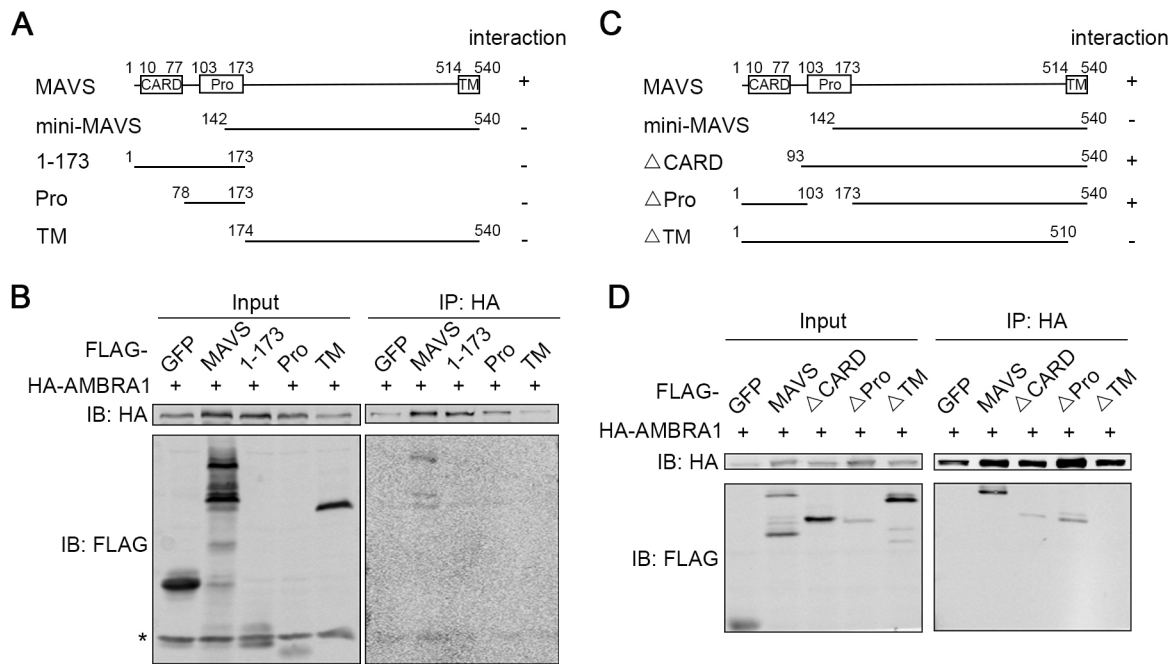 A
interaction
1 10 77 103 173 514 540
MAVS CARD Pro TM +
mini-MAVS 142 540 -
1-173 1 173 -
Pro 78 173 -
TM 174 540 -
C
interaction
1 10 77 103 173 514 540
MAVS CARD Pro TM +
mini-MAVS 142 540 -
△CARD 93 540 +
△Pro 1 103 173 540 +
△TM 1 510 -
B
Input IP: HA
FLAG- GFP MAVS 1-173 Pro TM GFP MAVS 1-173 Pro TM
HA-AMBRA1 + + + + + + + + + +
IB: HA
IB: FLAG
*
D
Input IP: HA
FLAG- GFP MAVS △CARD △Pro △TM GFP MAVS △CARD △Pro △TM
HA-AMBRA1 + + + + + + + + + +
IB: HA
IB: FLAG